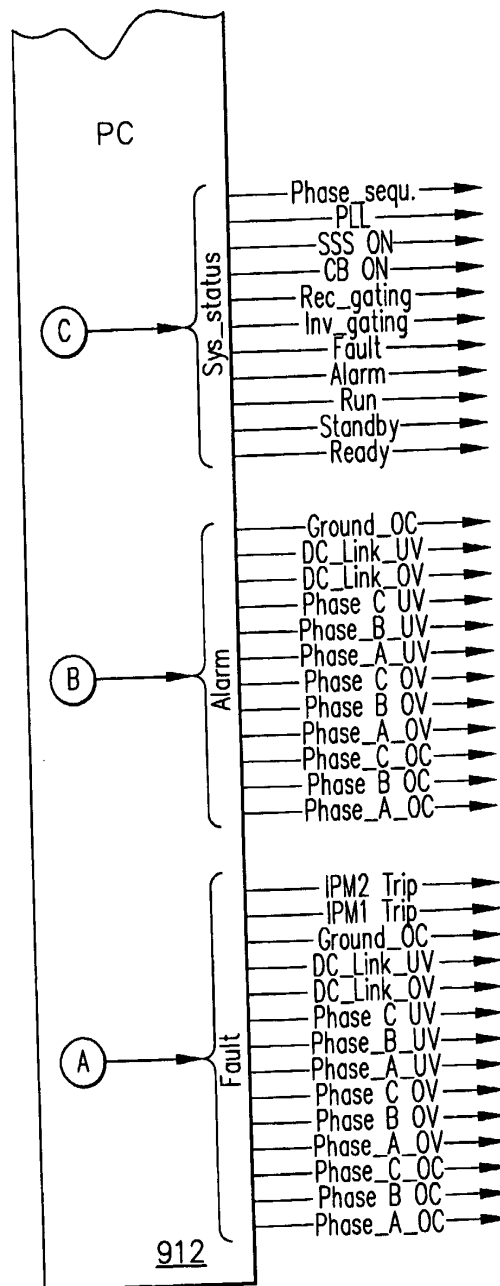 PC
C
Sys_status
Phase_sequ.
PLL
SSS ON
CB ON
Rec_gating
Inv_gating
Fault
Alarm
Run
Standby
Ready
B
Alarm
Ground_OC
DC_Link_UV
DC_Link_OV
Phase C UV
Phase_B_UV
Phase_A_UV
Phase C OV
Phase B OV
Phase_A_OV
Phase_C_OC
Phase B OC
Phase_A_OC
A
Fault
IPM2 Trip
IPM1 Trip
Ground_OC
DC_Link_UV
DC_Link_OV
Phase C UV
Phase_B_UV
Phase_A_UV
Phase C OV
Phase B OV
Phase_A_OV
Phase_C_OC
Phase B OC
Phase_A_OC
912